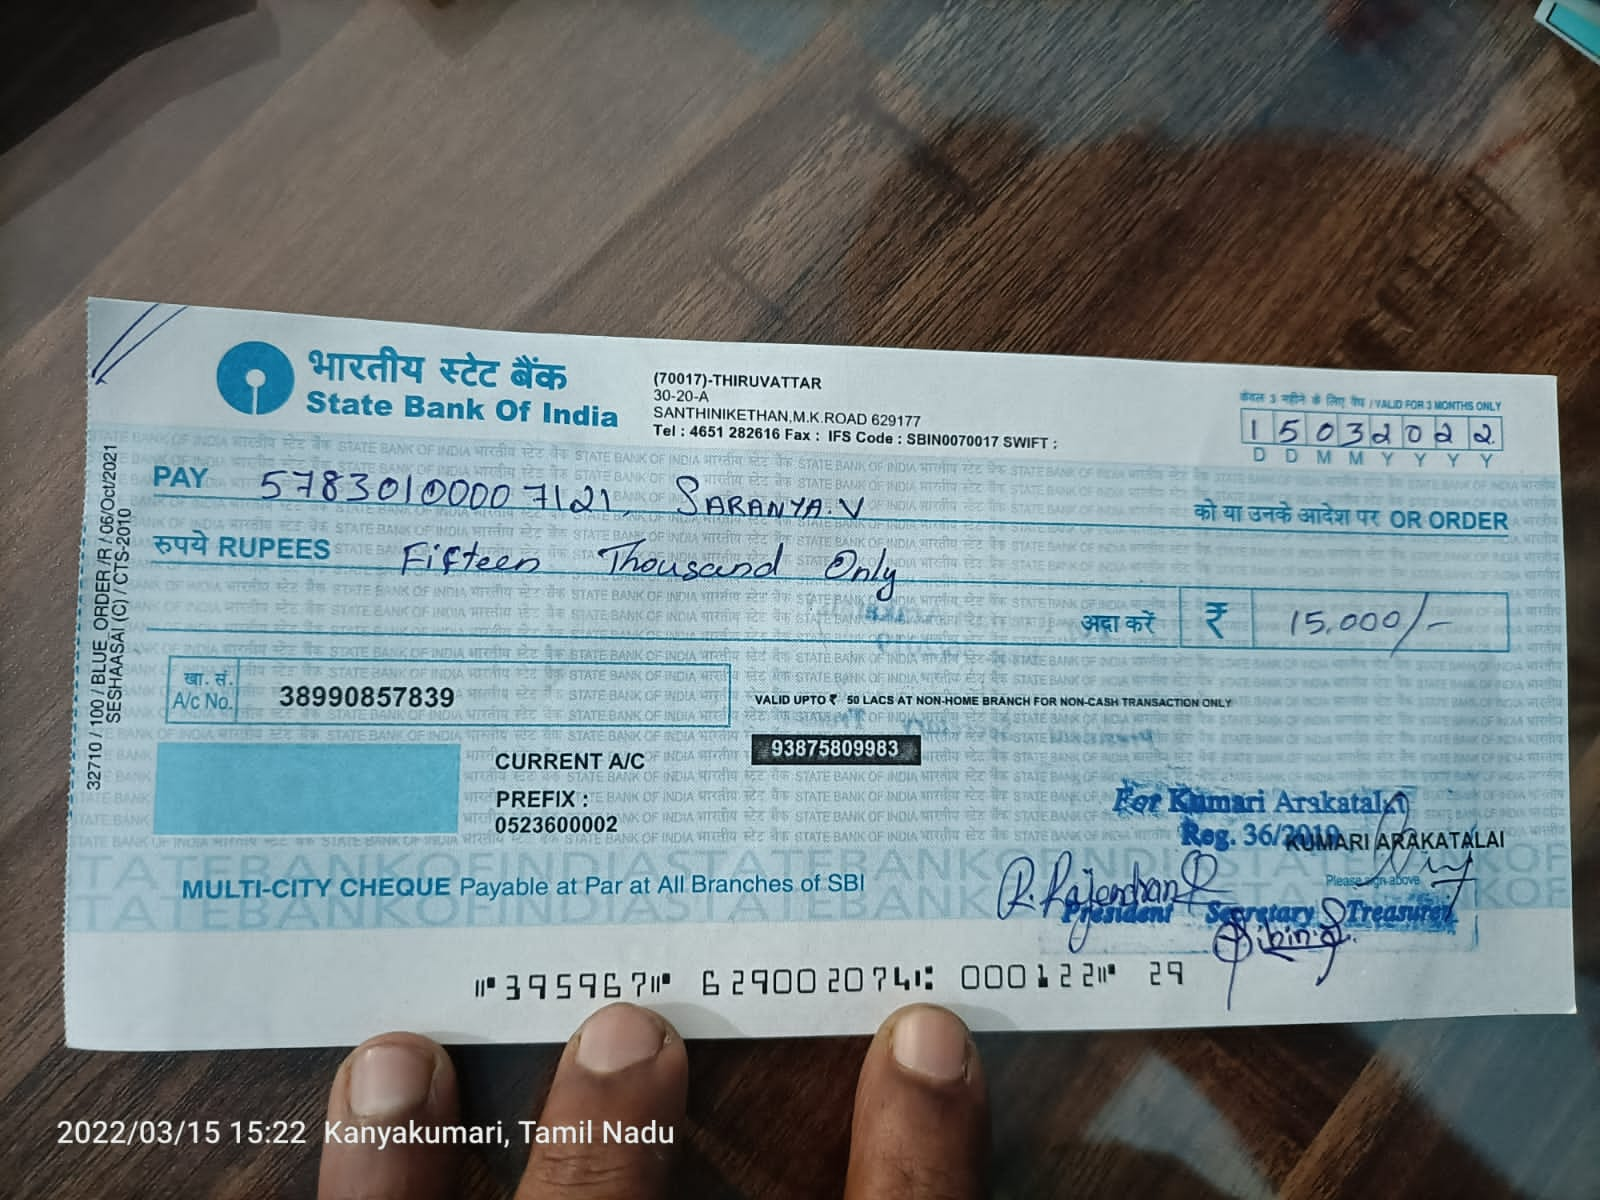 भारतीय स्टेट बैंक
State Bank Of India
(70017)-THIRUVATTAR
30-20-A
SANTHINIKETHAN,M.K.ROAD 629177
Tel : 4651 282616 Fax : IFS Code : SBIN0070017 SWIFT :
केवल 3 महीने के लिए वैध / VALID FOR 3 MONTHS ONLY
1 5 0 3 2 0 2 2
D D M M Y Y Y Y
PAY 57830100007121, SARANYA.V को या उनके आदेश पर OR ORDER
रुपये RUPEES Fifteen Thousand Only
अदा करें ₹ 15,000/-
खा. सं.
A/c No. 38990857839
VALID UPTO ₹ 50 LACS AT NON-HOME BRANCH FOR NON-CASH TRANSACTION ONLY
93875809983
CURRENT A/C
PREFIX :
0523600002
For Kumari Arakatalai
Reg. 36/2019
KUMARI ARAKATALAI
Please sign above
MULTI-CITY CHEQUE Payable at Par at All Branches of SBI
R. Rajendran
President Secretary Treasurer
395967 629002074 000122 29
32710 / 100 / BLUE_ORDER /R / 06/Oct/2021
SESHAASAI (C) / CTS-2010
2022/03/15 15:22 Kanyakumari, Tamil Nadu